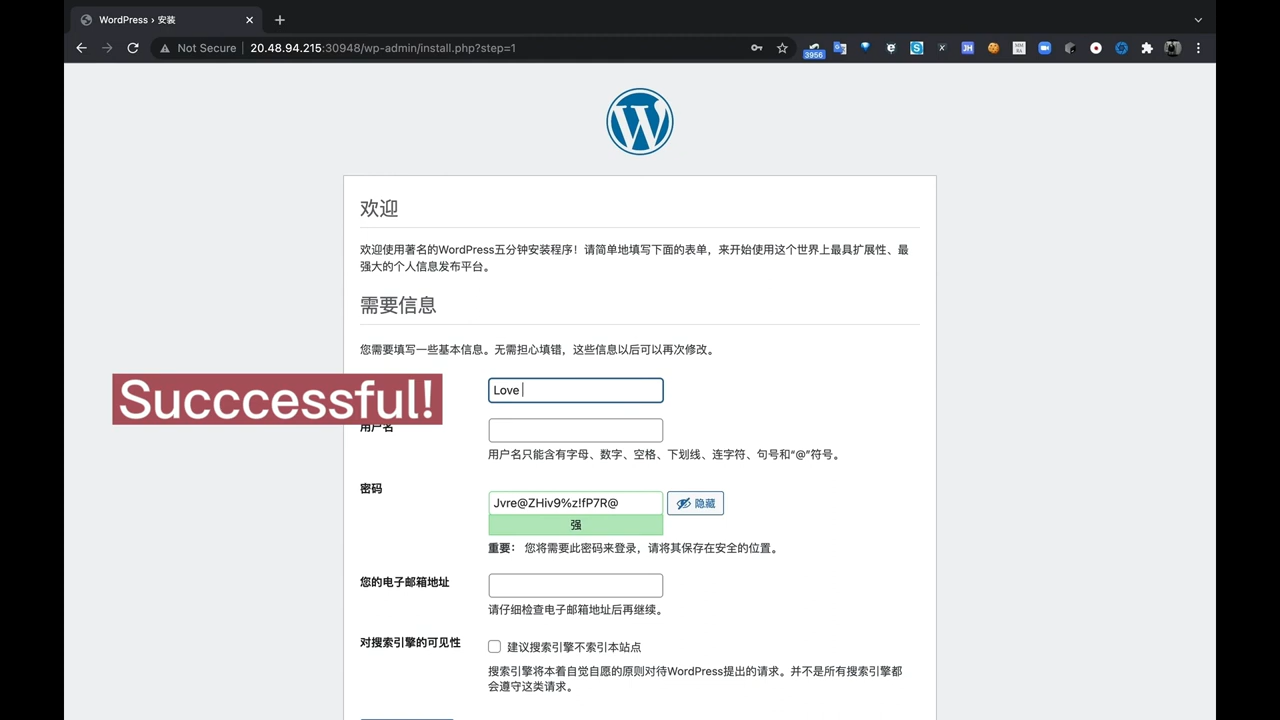 WordPress › 安装
Not Secure
20.48.94.215:30948/wp-admin/install.php?step=1
3956
欢迎
欢迎使用著名的WordPress五分钟安装程序！请简单地填写下面的表单，来开始使用这个世界上最具扩展性、最
强大的个人信息发布平台。
需要信息
您需要填写一些基本信息。无需担心填错，这些信息以后可以再次修改。
Love
Succcessful!
用户名
用户名只能含有字母、数字、空格、下划线、连字符、句号和“@”符号。
密码
Jvre@ZHiv9%z!fP7R@
隐藏
强
重要： 您将需要此密码来登录，请将其保存在安全的位置。
您的电子邮箱地址
请仔细检查电子邮箱地址后再继续。
对搜索引擎的可见性
建议搜索引擎不索引本站点
搜索引擎将本着自觉自愿的原则对待WordPress提出的请求。并不是所有搜索引擎都
会遵守这类请求。